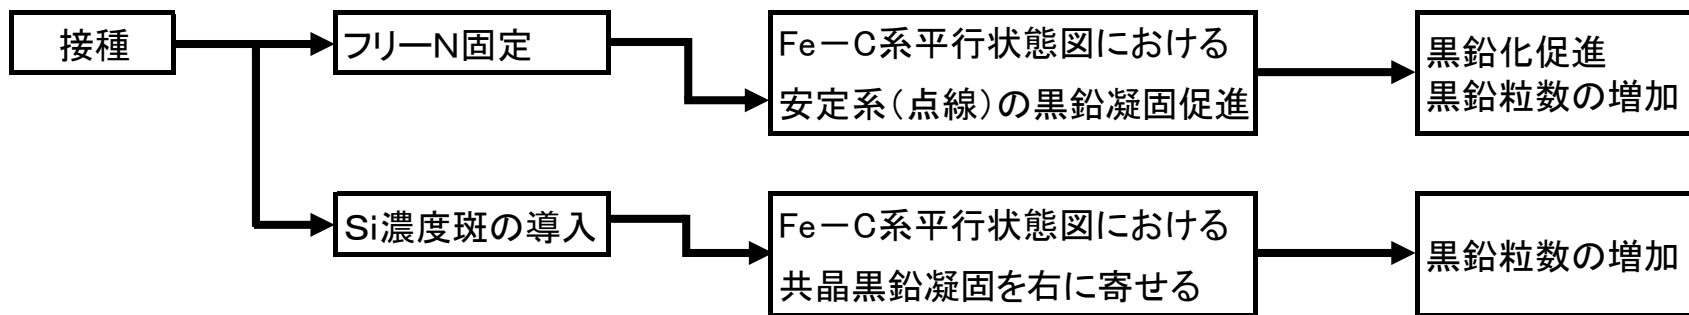 接種
フリーN固定
Fe－C系平行状態図における
安定系（点線）の黒鉛凝固促進
黒鉛化促進
黒鉛粒数の増加
Si濃度斑の導入
Fe－C系平行状態図における
共晶黒鉛凝固を右に寄せる
黒鉛粒数の増加